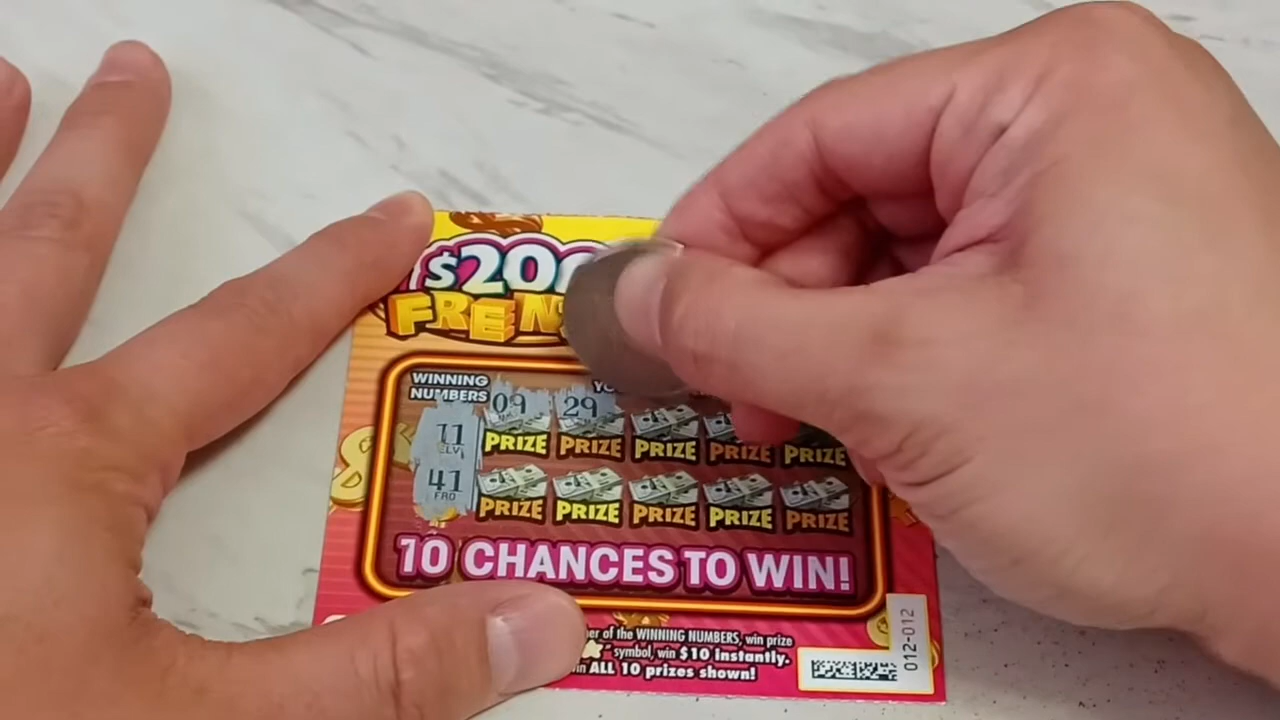 $200
FRENZ
WINNING
NUMBERS
09
29
11
ELV
41
FRO
PRIZE PRIZE PRIZE PRIZE PRIZE
PRIZE PRIZE PRIZE PRIZE PRIZE
10 CHANCES TO WIN!
of the WINNING NUMBERS, win prize
symbol, win $10 instantly.
ALL 10 prizes shown!
012-012